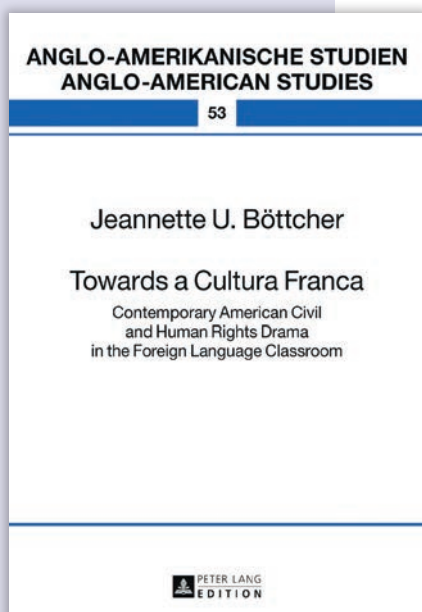 ANGLO-AMERIKANISCHE STUDIEN
ANGLO-AMERICAN STUDIES
53
Jeannette U. Böttcher
Towards a Cultura Franca
Contemporary American Civil
and Human Rights Drama
in the Foreign Language Classroom
PETER LANG
EDITION